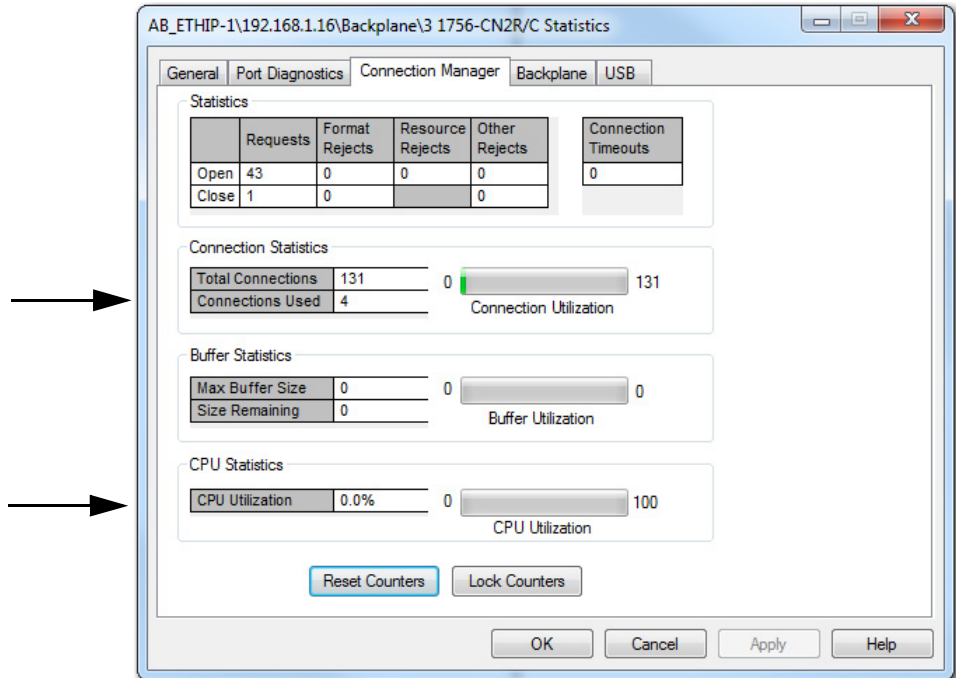 AB_ETHIP-1\192.168.1.16\Backplane\3 1756-CN2R/C Statistics
General Port Diagnostics Connection Manager Backplane USB
Statistics
Requests Format Rejects Resource Rejects Other Rejects Connection Timeouts
Open 43 0 0 0 0
Close 1 0 0
Connection Statistics
Total Connections 131 0 131
Connections Used 4 Connection Utilization
Buffer Statistics
Max Buffer Size 0 0 0
Size Remaining 0 Buffer Utilization
CPU Statistics
CPU Utilization 0.0% 0 100
CPU Utilization
Reset Counters Lock Counters
OK Cancel Apply Help